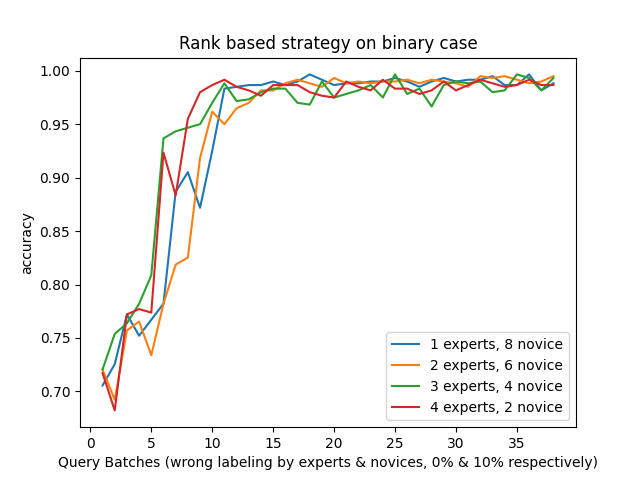 Rank based strategy on binary case
1.00
0.95
0.90
0.85
0.80
0.75
0.70
accuracy
1 experts, 8 novice
2 experts, 6 novice
3 experts, 4 novice
4 experts, 2 novice
0 5 10 15 20 25 30 35
Query Batches (wrong labeling by experts & novices, 0% & 10% respectively)